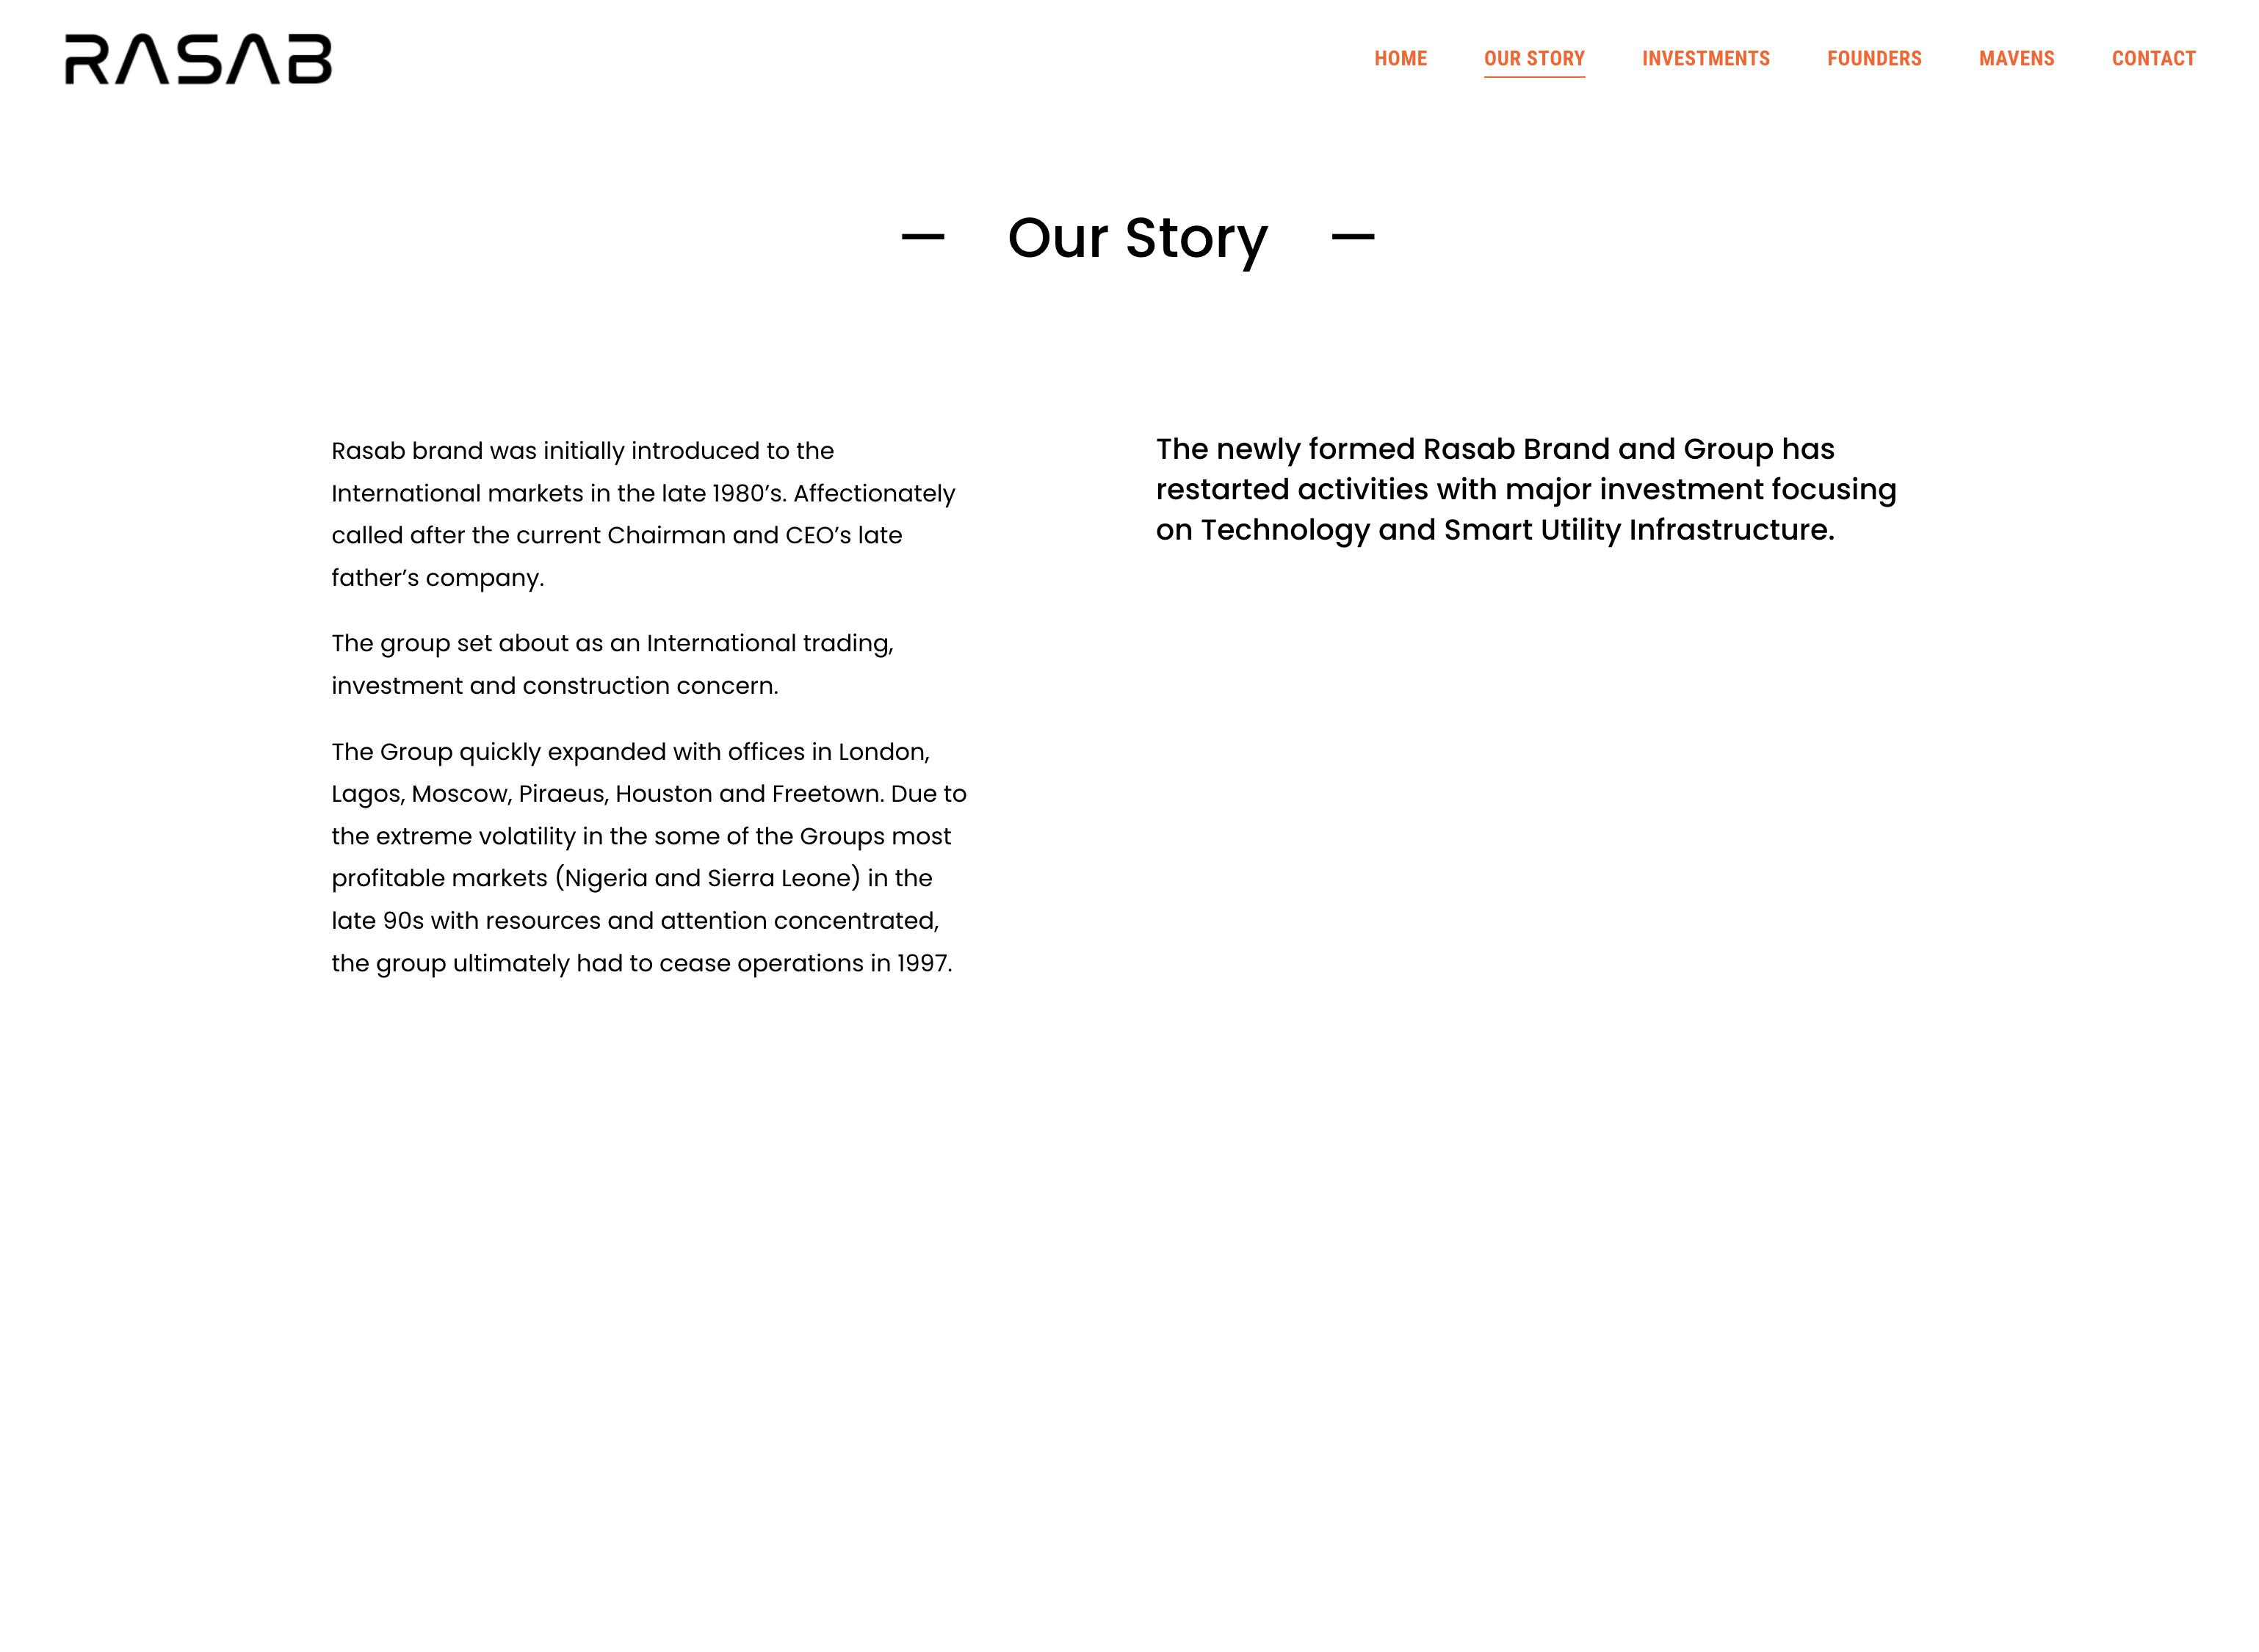 RASAB
HOME OUR STORY INVESTMENTS FOUNDERS MAVENS CONTACT
— Our Story —
Rasab brand was initially introduced to the
International markets in the late 1980’s. Affectionately
called after the current Chairman and CEO’s late
father’s company.
The group set about as an International trading,
investment and construction concern.
The Group quickly expanded with offices in London,
Lagos, Moscow, Piraeus, Houston and Freetown. Due to
the extreme volatility in the some of the Groups most
profitable markets (Nigeria and Sierra Leone) in the
late 90s with resources and attention concentrated,
the group ultimately had to cease operations in 1997.
The newly formed Rasab Brand and Group has
restarted activities with major investment focusing
on Technology and Smart Utility Infrastructure.